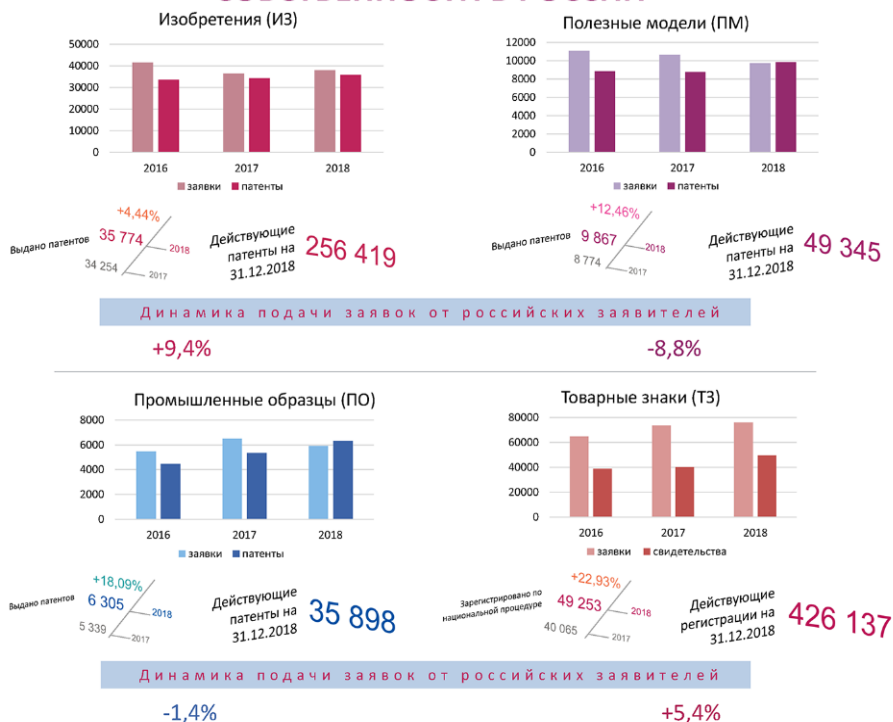 Изобретения (ИЗ)
50000
40000
30000
20000
10000
0
2016
2017
2018
заявки
патенты
+4,44%
Выдано патентов
35 774
2018
34 254
2017
Действующие
патенты на
31.12.2018
256 419
Полезные модели (ПМ)
12000
10000
8000
6000
4000
2000
0
2016
2017
2018
заявки
патенты
+12,46%
Выдано патентов
9 867
2018
8 774
2017
Действующие
патенты на
31.12.2018
49 345
Динамика подачи заявок от российских заявителей
+9,4%
-8,8%
Промышленные образцы (ПО)
8000
6000
4000
2000
0
2016
2017
2018
заявки
патенты
+18,09%
Выдано патентов
6 305
2018
5 339
2017
Действующие
патенты на
31.12.2018
35 898
Товарные знаки (ТЗ)
80000
60000
40000
20000
0
2016
2017
2018
заявки
свидетельства
+22,93%
Зарегистрировано по
национальной процедуре
49 253
2018
40 065
2017
Действующие
регистрации на
31.12.2018
426 137
Динамика подачи заявок от российских заявителей
-1,4%
+5,4%